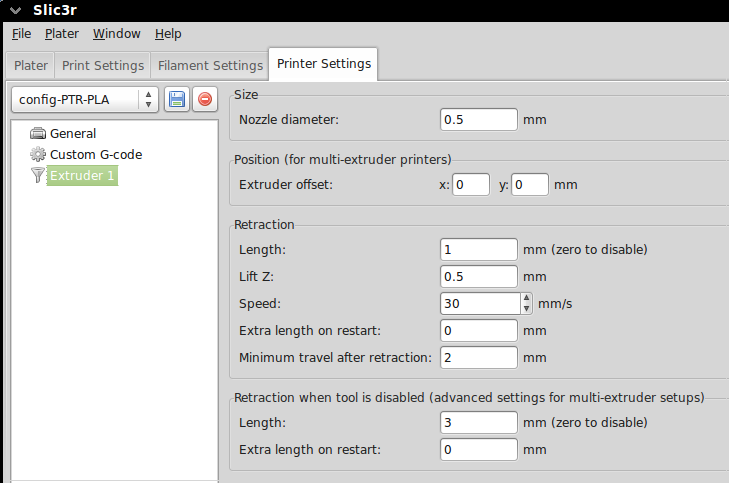 Slic3r
File Plater Window Help
Plater Print Settings Filament Settings Printer Settings
config-PTR-PLA
General
Custom G-code
Extruder 1
Size
Nozzle diameter: 0.5 mm
Position (for multi-extruder printers)
Extruder offset: x: 0 y: 0 mm
Retraction
Length: 1 mm (zero to disable)
Lift Z: 0.5 mm
Speed: 30 mm/s
Extra length on restart: 0 mm
Minimum travel after retraction: 2 mm
Retraction when tool is disabled (advanced settings for multi-extruder setups)
Length: 3 mm (zero to disable)
Extra length on restart: 0 mm